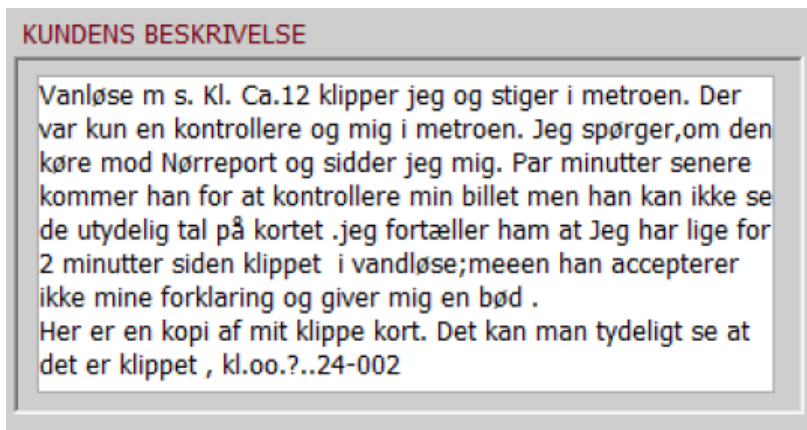 KUNDENS BESKRIVELSE
Vanløse m s. Kl. Ca.12 klipper jeg og stiger i metroen. Der
var kun en kontrollere og mig i metroen. Jeg spørger,om den
køre mod Nørreport og sidder jeg mig. Par minutter senere
kommer han for at kontrollere min billet men han kan ikke se
de utydelig tal på kortet .jeg fortæller ham at Jeg har lige for
2 minutter siden klippet  i vandløse;meeen han accepterer
ikke mine forklaring og giver mig en bød .
Her er en kopi af mit klippe kort. Det kan man tydeligt se at
det er klippet , kl.oo.?..24-002